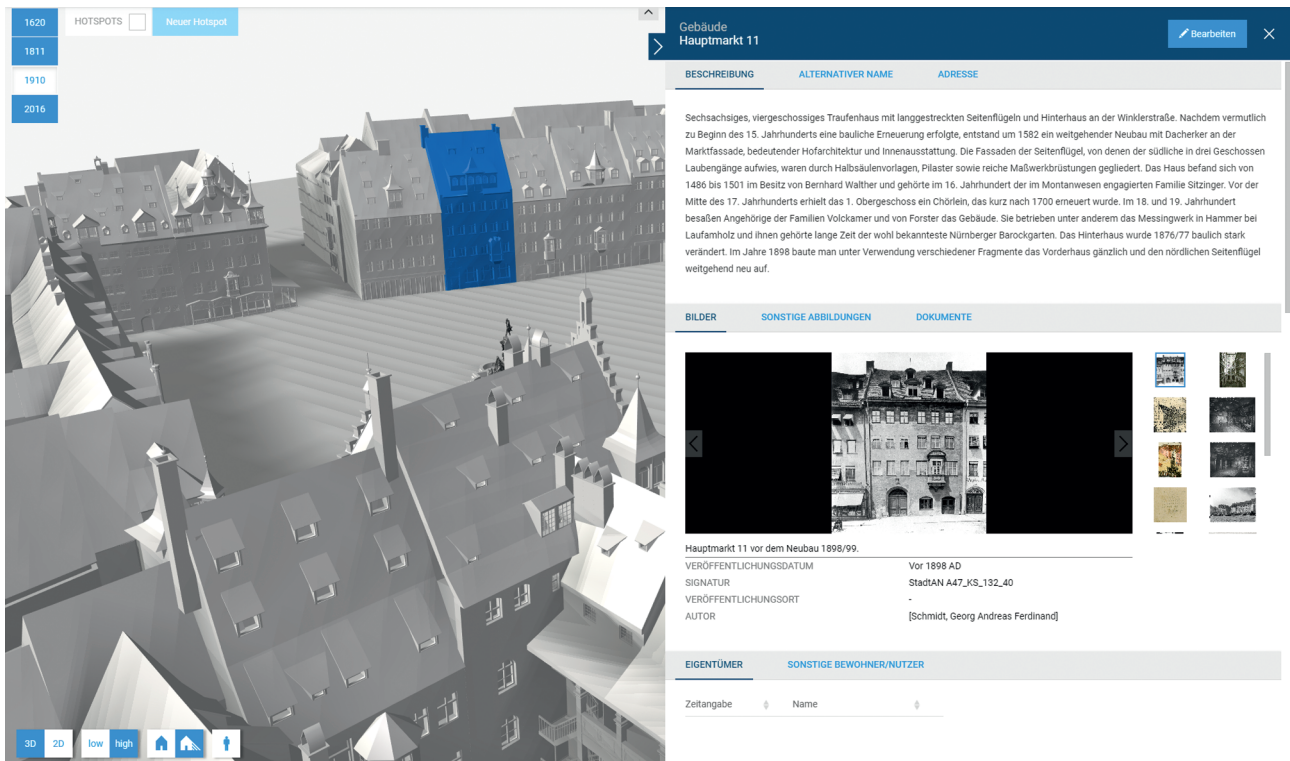 1620
HOTSPOTS
Neuer Hotspot
1811
1910
2016
Gebäude
Hauptmarkt 11
Bearbeiten
BESCHREIBUNG ALTERNATIVER NAME ADRESSE
Sechsachsiges, viergeschossiges Traufenhaus mit langgestreckten Seitenflügeln und Hinterhaus an der Winklerstraße. Nachdem vermutlich
zu Beginn des 15. Jahrhunderts eine bauliche Erneuerung erfolgte, entstand um 1582 ein weitgehender Neubau mit Dacherker an der
Marktfassade, bedeutender Hofarchitektur und Innenausstattung. Die Fassaden der Seitenflügel, von denen der südliche in drei Geschossen
Laubengänge aufwies, waren durch Halbsäulenvorlagen, Pilaster sowie reiche Maßwerkbrüstungen gegliedert. Das Haus befand sich von
1486 bis 1501 im Besitz von Bernhard Walther und gehörte im 16. Jahrhundert der im Montanwesen engagierten Familie Sitzinger. Vor der
Mitte des 17. Jahrhunderts erhielt das 1. Obergeschoss ein Chörlein, das kurz nach 1700 erneuert wurde. Im 18. und 19. Jahrhundert
besaßen Angehörige der Familien Volckamer und von Forster das Gebäude. Sie betrieben unter anderem das Messingwerk in Hammer bei
Laufamholz und ihnen gehörte lange Zeit der wohl bekannteste Nürnberger Barockgarten. Das Hinterhaus wurde 1876/77 baulich stark
verändert. Im Jahre 1898 baute man unter Verwendung verschiedener Fragmente das Vorderhaus gänzlich und den nördlichen Seitenflügel
weitgehend neu auf.
BILDER SONSTIGE ABBILDUNGEN DOKUMENTE
Hauptmarkt 11 vor dem Neubau 1898/99.
VERÖFFENTLICHUNGSDATUM Vor 1898 AD
SIGNATUR StadtAN A47_KS_132_40
VERÖFFENTLICHUNGSORT -
AUTOR [Schmidt, Georg Andreas Ferdinand]
EIGENTÜMER SONSTIGE BEWOHNER/NUTZER
Zeitangabe Name
3D 2D low high